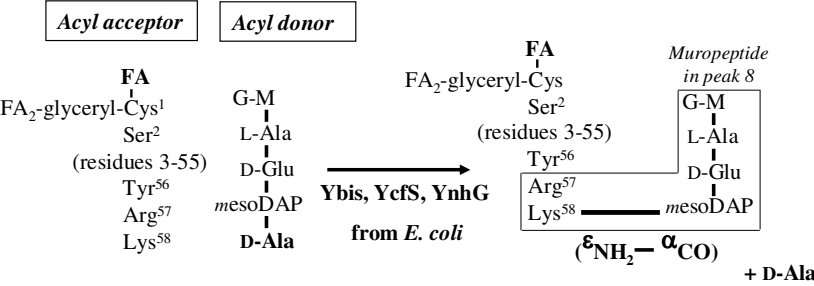 Acyl acceptor
Acyl donor
FA
FA₂-glyceryl-Cys¹
Ser²
(residues 3-55)
Tyr⁵⁶
Arg⁵⁷
Lys⁵⁸
G-M
L-Ala
D-Glu
mesoDAP
D-Ala
Ybis, YcfS, YnhG
from E. coli
FA
FA₂-glyceryl-Cys
Ser²
(residues 3-55)
Tyr⁵⁶
Arg⁵⁷
Lys⁵⁸
Muropeptide
in peak 8
G-M
L-Ala
D-Glu
mesoDAP
(εNH₂— αCO)
+ D-Ala